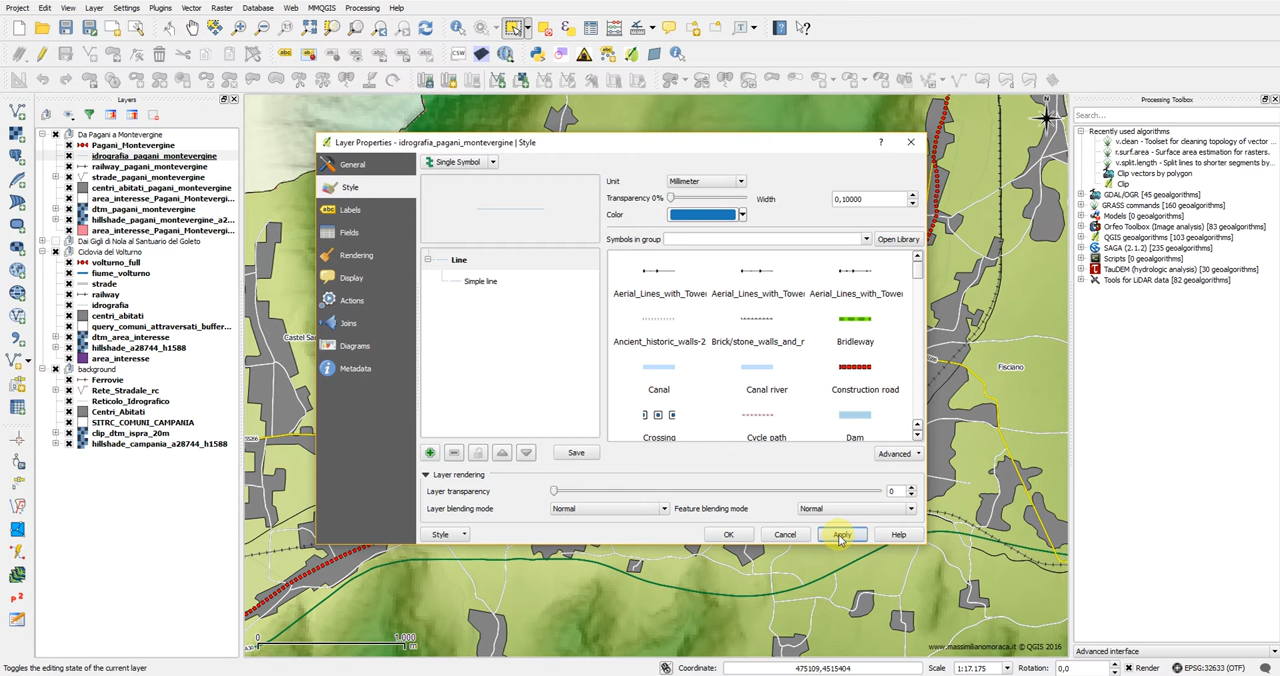 Project Edit View Layer Settings Plugins Vector Raster Database Web MMQGIS Processing Help
Layers
Processing Toolbox
Search...
Da Pagani a Montevergine
Pagani_Montevergine
idrografia_pagani_montevergine
railway_pagani_montevergine
strade_pagani_montevergine
centri_abitati_pagani_montevergine
area_interesse_Pagani_montever...
dtm_pagani_montevergine
hillshade_pagani_montevergine_a2...
area_interesse_pagani_montever...
Dai Gigli di Nola al Santuario del Goleto
Ciclovia del Volturno
volturno_full
fiume_volturno
strade
railway
idrografia
centri_abitati
query_comuni_attraversati_buffer...
dtm_area_interesse
hillshade_a28744_h1588
area_interesse
background
Ferrovie
Rete_Stradale_rc
Reticolo_Idrografico
Centri_Abitati
SITRC_COMUNI_CAMPANIA
clip_dtm_ispra_20m
hillshade_campania_a28744_h1588
Layer Properties - idrografia_pagani_montevergine | Style
General
Style
Labels
Fields
Rendering
Display
Actions
Joins
Diagrams
Metadata
Single Symbol
Unit
Millimeter
Transparency 0%
Width
0,10000
Color
Symbols in group
Open Library
Line
Simple line
Aerial_Lines_with_Tower
Aerial_Lines_with_Tower
Aerial_Lines_with_Tower
Ancient_historic_walls-2
Brick/stone_walls_and_r
Bridleway
Canal
Canal river
Construction road
Crossing
Cycle path
Dam
Save
Advanced
Layer rendering
Layer transparency
0
Layer blending mode
Normal
Feature blending mode
Normal
Style
OK
Cancel
Apply
Help
N
Fisciano
0
1.000
m
www.massimilianomoraca.it © QGIS 2016
Recently used algorithms
v.clean - Toolset for cleaning topology of vector
r.surf.area - Surface area estimation for rasters.
v.split.length - Split lines to shorter segments by
Clip vectors by polygon
Clip
GDAL/OGR [45 geoalgorithms]
GRASS commands [160 geoalgorithms]
Models [0 geoalgorithms]
Orfeo Toolbox (Image analysis) [83 geoalgorithms]
QGIS geoalgorithms [103 geoalgorithms]
SAGA (2.1.2) [235 geoalgorithms]
Scripts [0 geoalgorithms]
TauDEM (hydrologic analysis) [30 geoalgorithms]
Tools for LiDAR data [82 geoalgorithms]
Advanced interface
Toggles the editing state of the current layer
Coordinate:
475109,4515404
Scale
1:17.175
Rotation:
0,0
Render
EPSG:32633 (OTF)